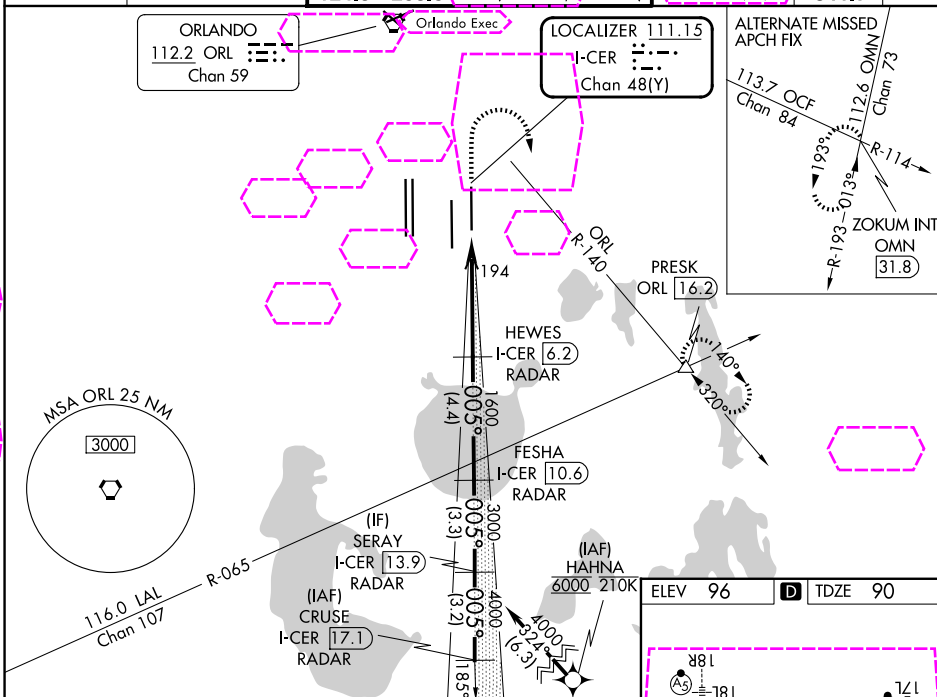 ORLANDO
112.2 ORL
Chan 59
Orlando Exec
LOCALIZER 111.15
I-CER
Chan 48(Y)
ALTERNATE MISSED
APCH FIX
113.7 OCF
Chan 84
112.6 OMN
Chan 73
193°
013°
R-114
R-193
ZOKUM INT
OMN
31.8
ORL
R-140
PRESK
ORL 16.2
140°
320°
194
HEWES
I-CER 6.2
RADAR
1600
005°
(4.4)
MSA ORL 25 NM
3000
FESHA
I-CER 10.6
RADAR
3000
005°
(3.3)
(IF)
SERAY
I-CER 13.9
RADAR
4000
005°
(3.2)
R-065
116.0 LAL
Chan 107
(IAF)
CRUSE
I-CER 17.1
RADAR
185°
(IAF)
HAHNA
6000 210K
4000
324°
(6.3)
ELEV 96
D
TDZE 90
18R
A5
18L
17L